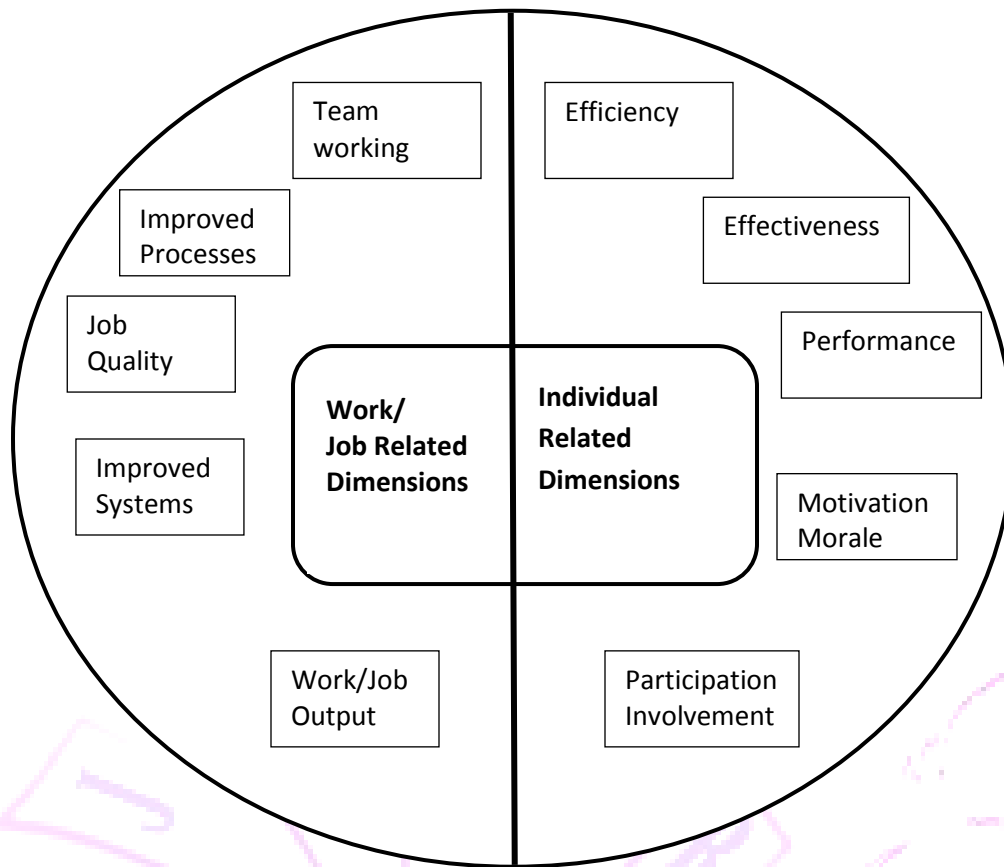 Team
working
Efficiency
Improved
Processes
Effectiveness
Job
Quality
Performance
Work/
Job Related
Dimensions
Individual
Related
Dimensions
Improved
Systems
Motivation
Morale
Work/Job
Output
Participation
Involvement